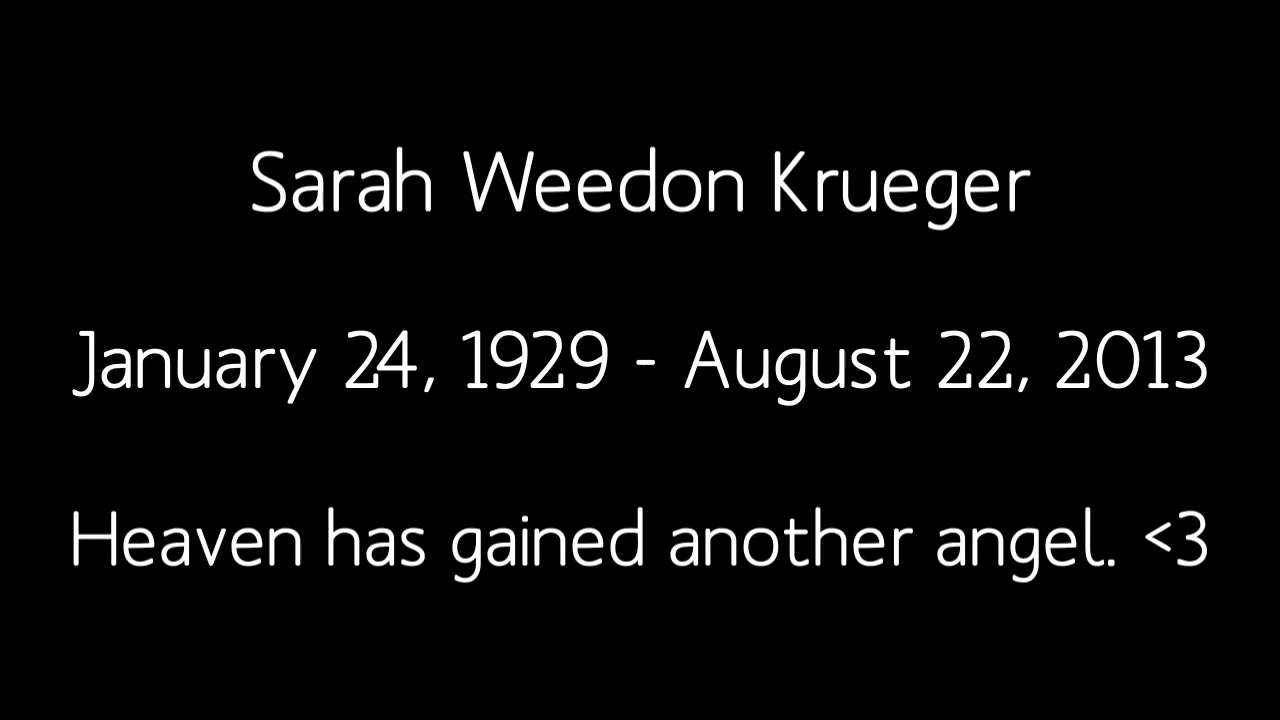 Sarah Weedon Krueger
January 24, 1929 - August 22, 2013
Heaven has gained another angel. <3